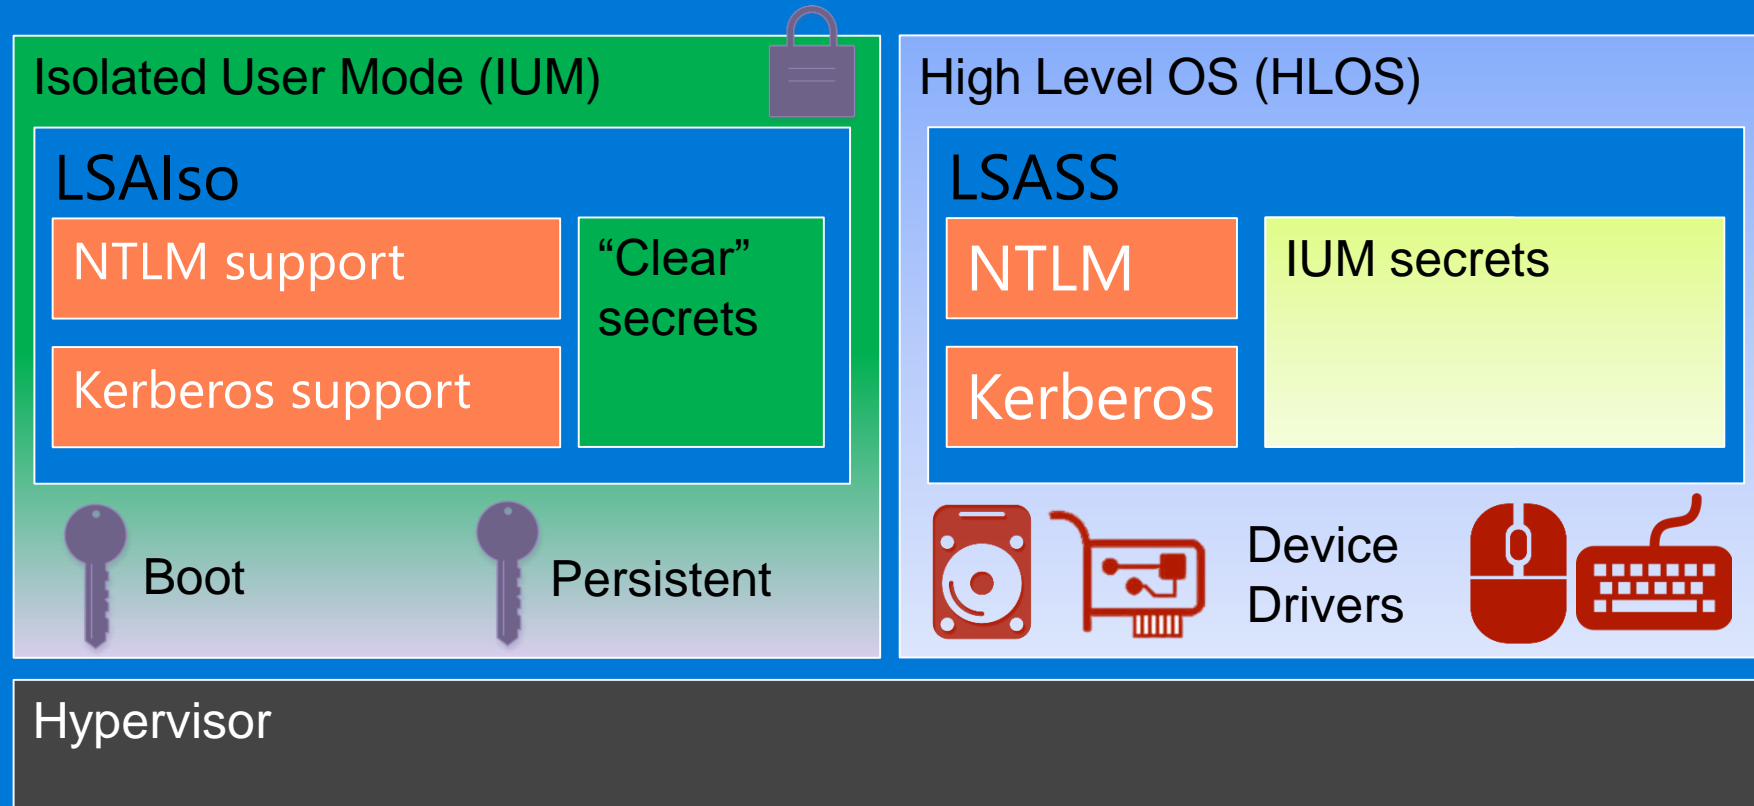 Isolated User Mode (IUM)
LSAIso
NTLM support
Kerberos support
“Clear”
secrets
Boot
Persistent
High Level OS (HLOS)
LSASS
NTLM
Kerberos
IUM secrets
Device
Drivers
Hypervisor